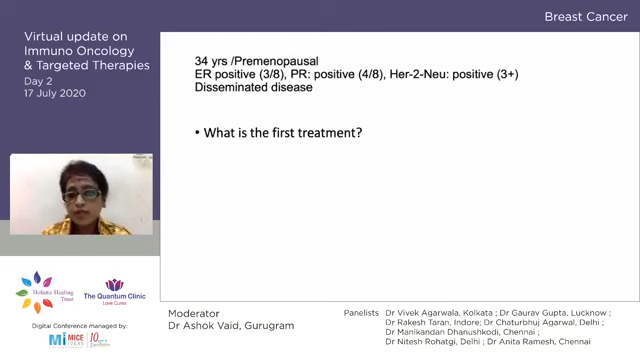 Breast Cancer
Virtual update on
Immuno Oncology
& Targeted Therapies
Day 2
17 July 2020
34 yrs /Premenopausal
ER positive (3/8), PR: positive (4/8), Her-2-Neu: positive (3+)
Disseminated disease
• What is the first treatment?
Holistic Healing
Trust
The Quantum Clinic
Love Cures
Digital Conference managed by:
MICE
10
Moderator
Dr Ashok Vaid, Gurugram
Panelists Dr Vivek Agarwala, Kolkata ; Dr Gaurav Gupta, Lucknow ;
Dr Rakesh Taran, Indore; Dr Chaturbhuj Agarwal, Delhi ;
Dr Manikandan Dhanushkodi, Chennai ;
Dr Nitesh Rohatgi, Delhi ; Dr Anita Ramesh, Chennai